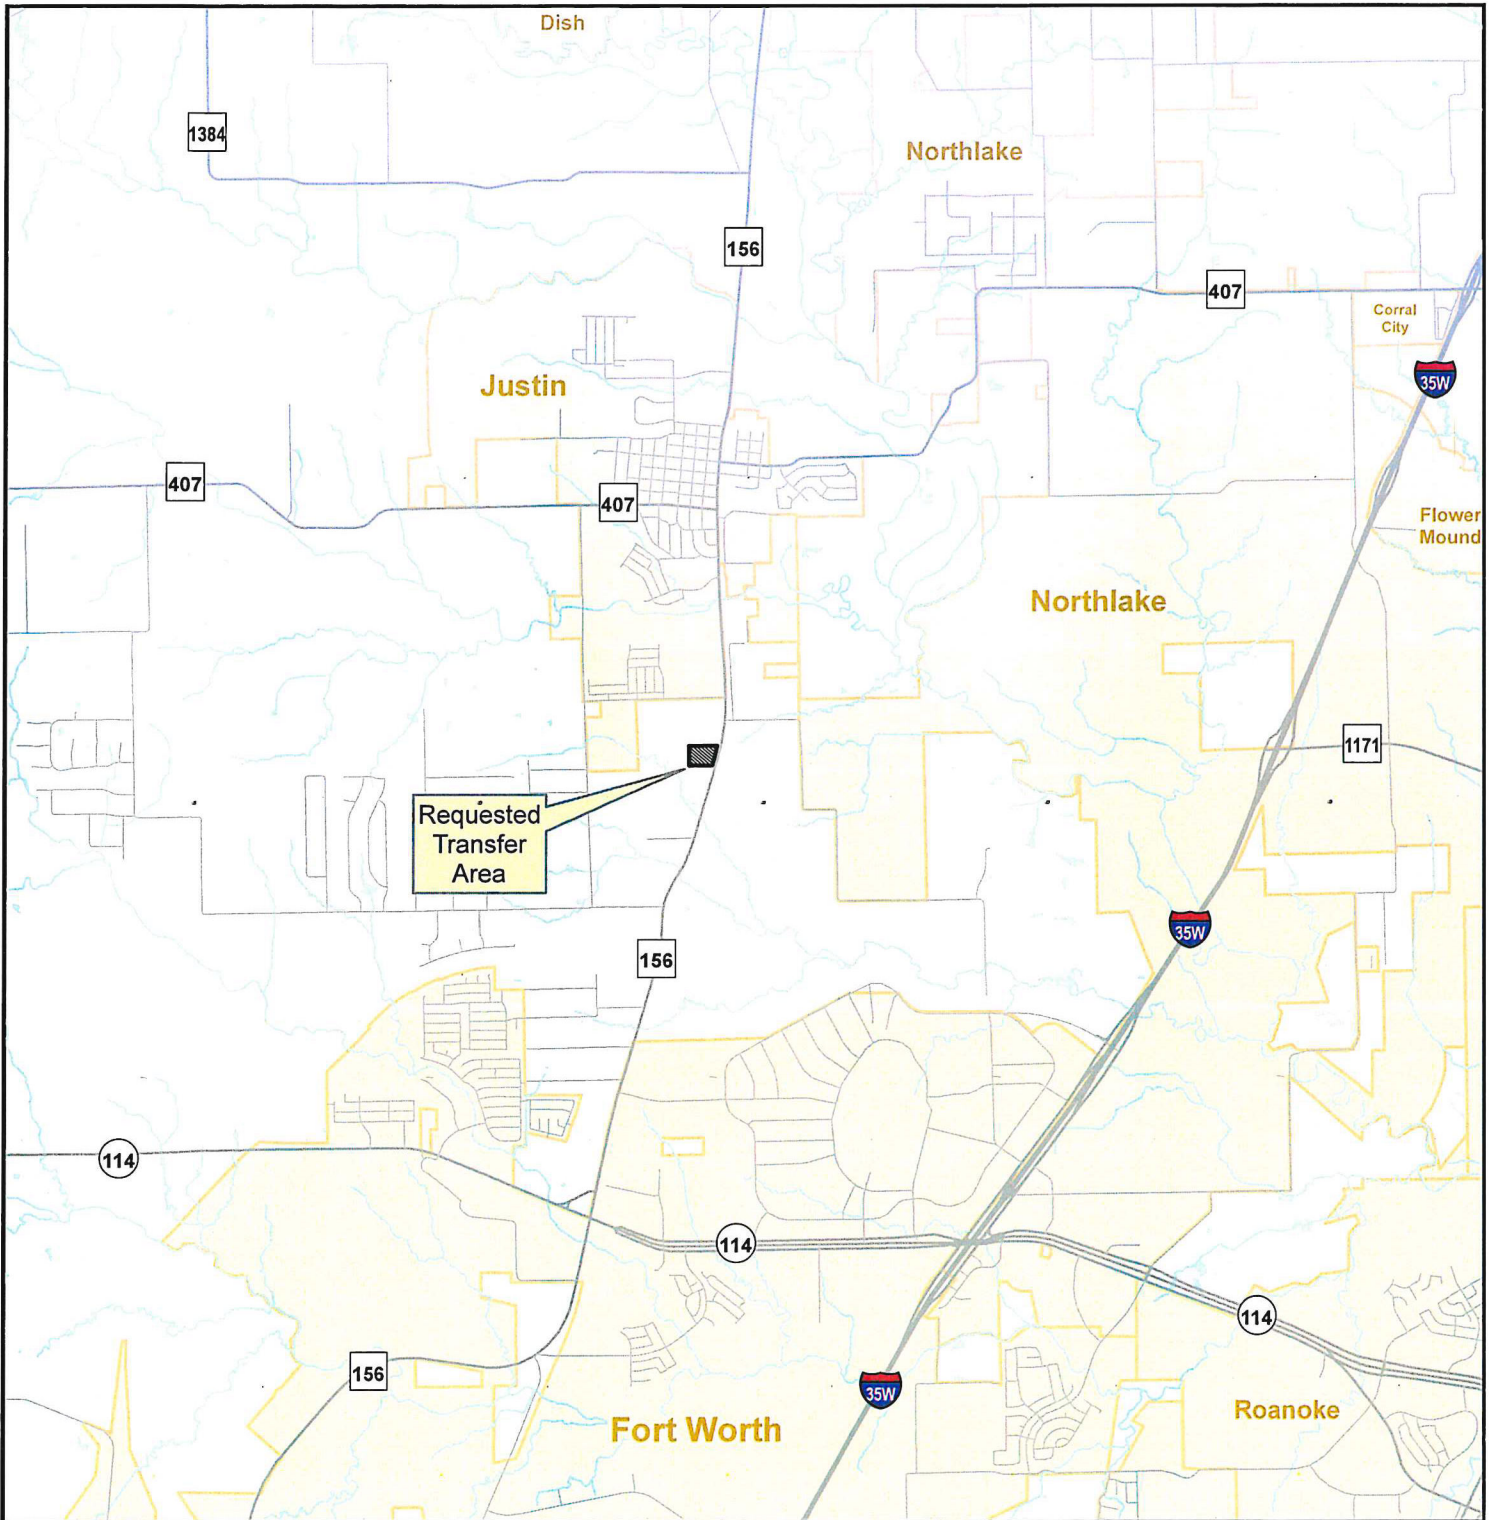 Dish
1384
Northlake
156
407
Corral
City
35W
Justin
407
407
Flower
Mound
Northlake
1171
Requested
Transfer
Area
35W
156
114
114
114
156
35W
Roanoke
Fort Worth